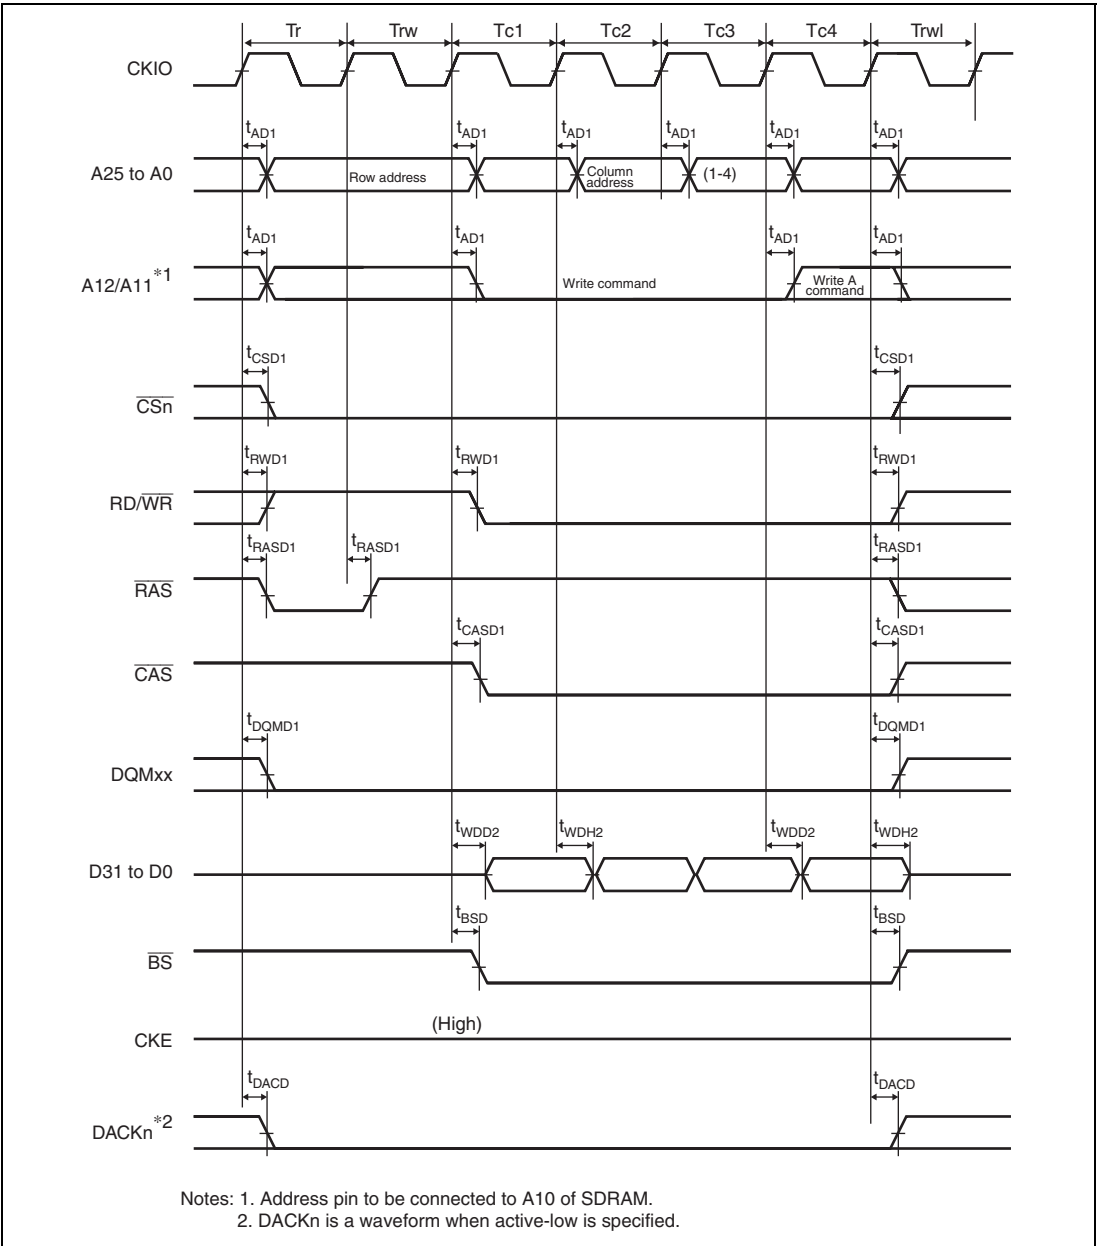 Tr Trw Tc1 Tc2 Tc3 Tc4 Trwl
CKIO
tAD1 tAD1 tAD1 tAD1 tAD1 tAD1
A25 to A0
Row address
Column
address
(1-4)
tAD1 tAD1 tAD1 tAD1
A12/A11*1
Write command
Write A
command
tCSD1 tCSD1
CSn
tRWD1 tRWD1 tRWD1
RD/WR
tRASD1 tRASD1 tRASD1
RAS
tCASD1 tCASD1
CAS
tDQMD1 tDQMD1
DQMxx
tWDD2 tWDH2 tWDD2 tWDH2
D31 to D0
tBSD tBSD
BS
(High)
CKE
tDACD tDACD
DACKn*2
Notes: 1. Address pin to be connected to A10 of SDRAM.
2. DACKn is a waveform when active-low is specified.